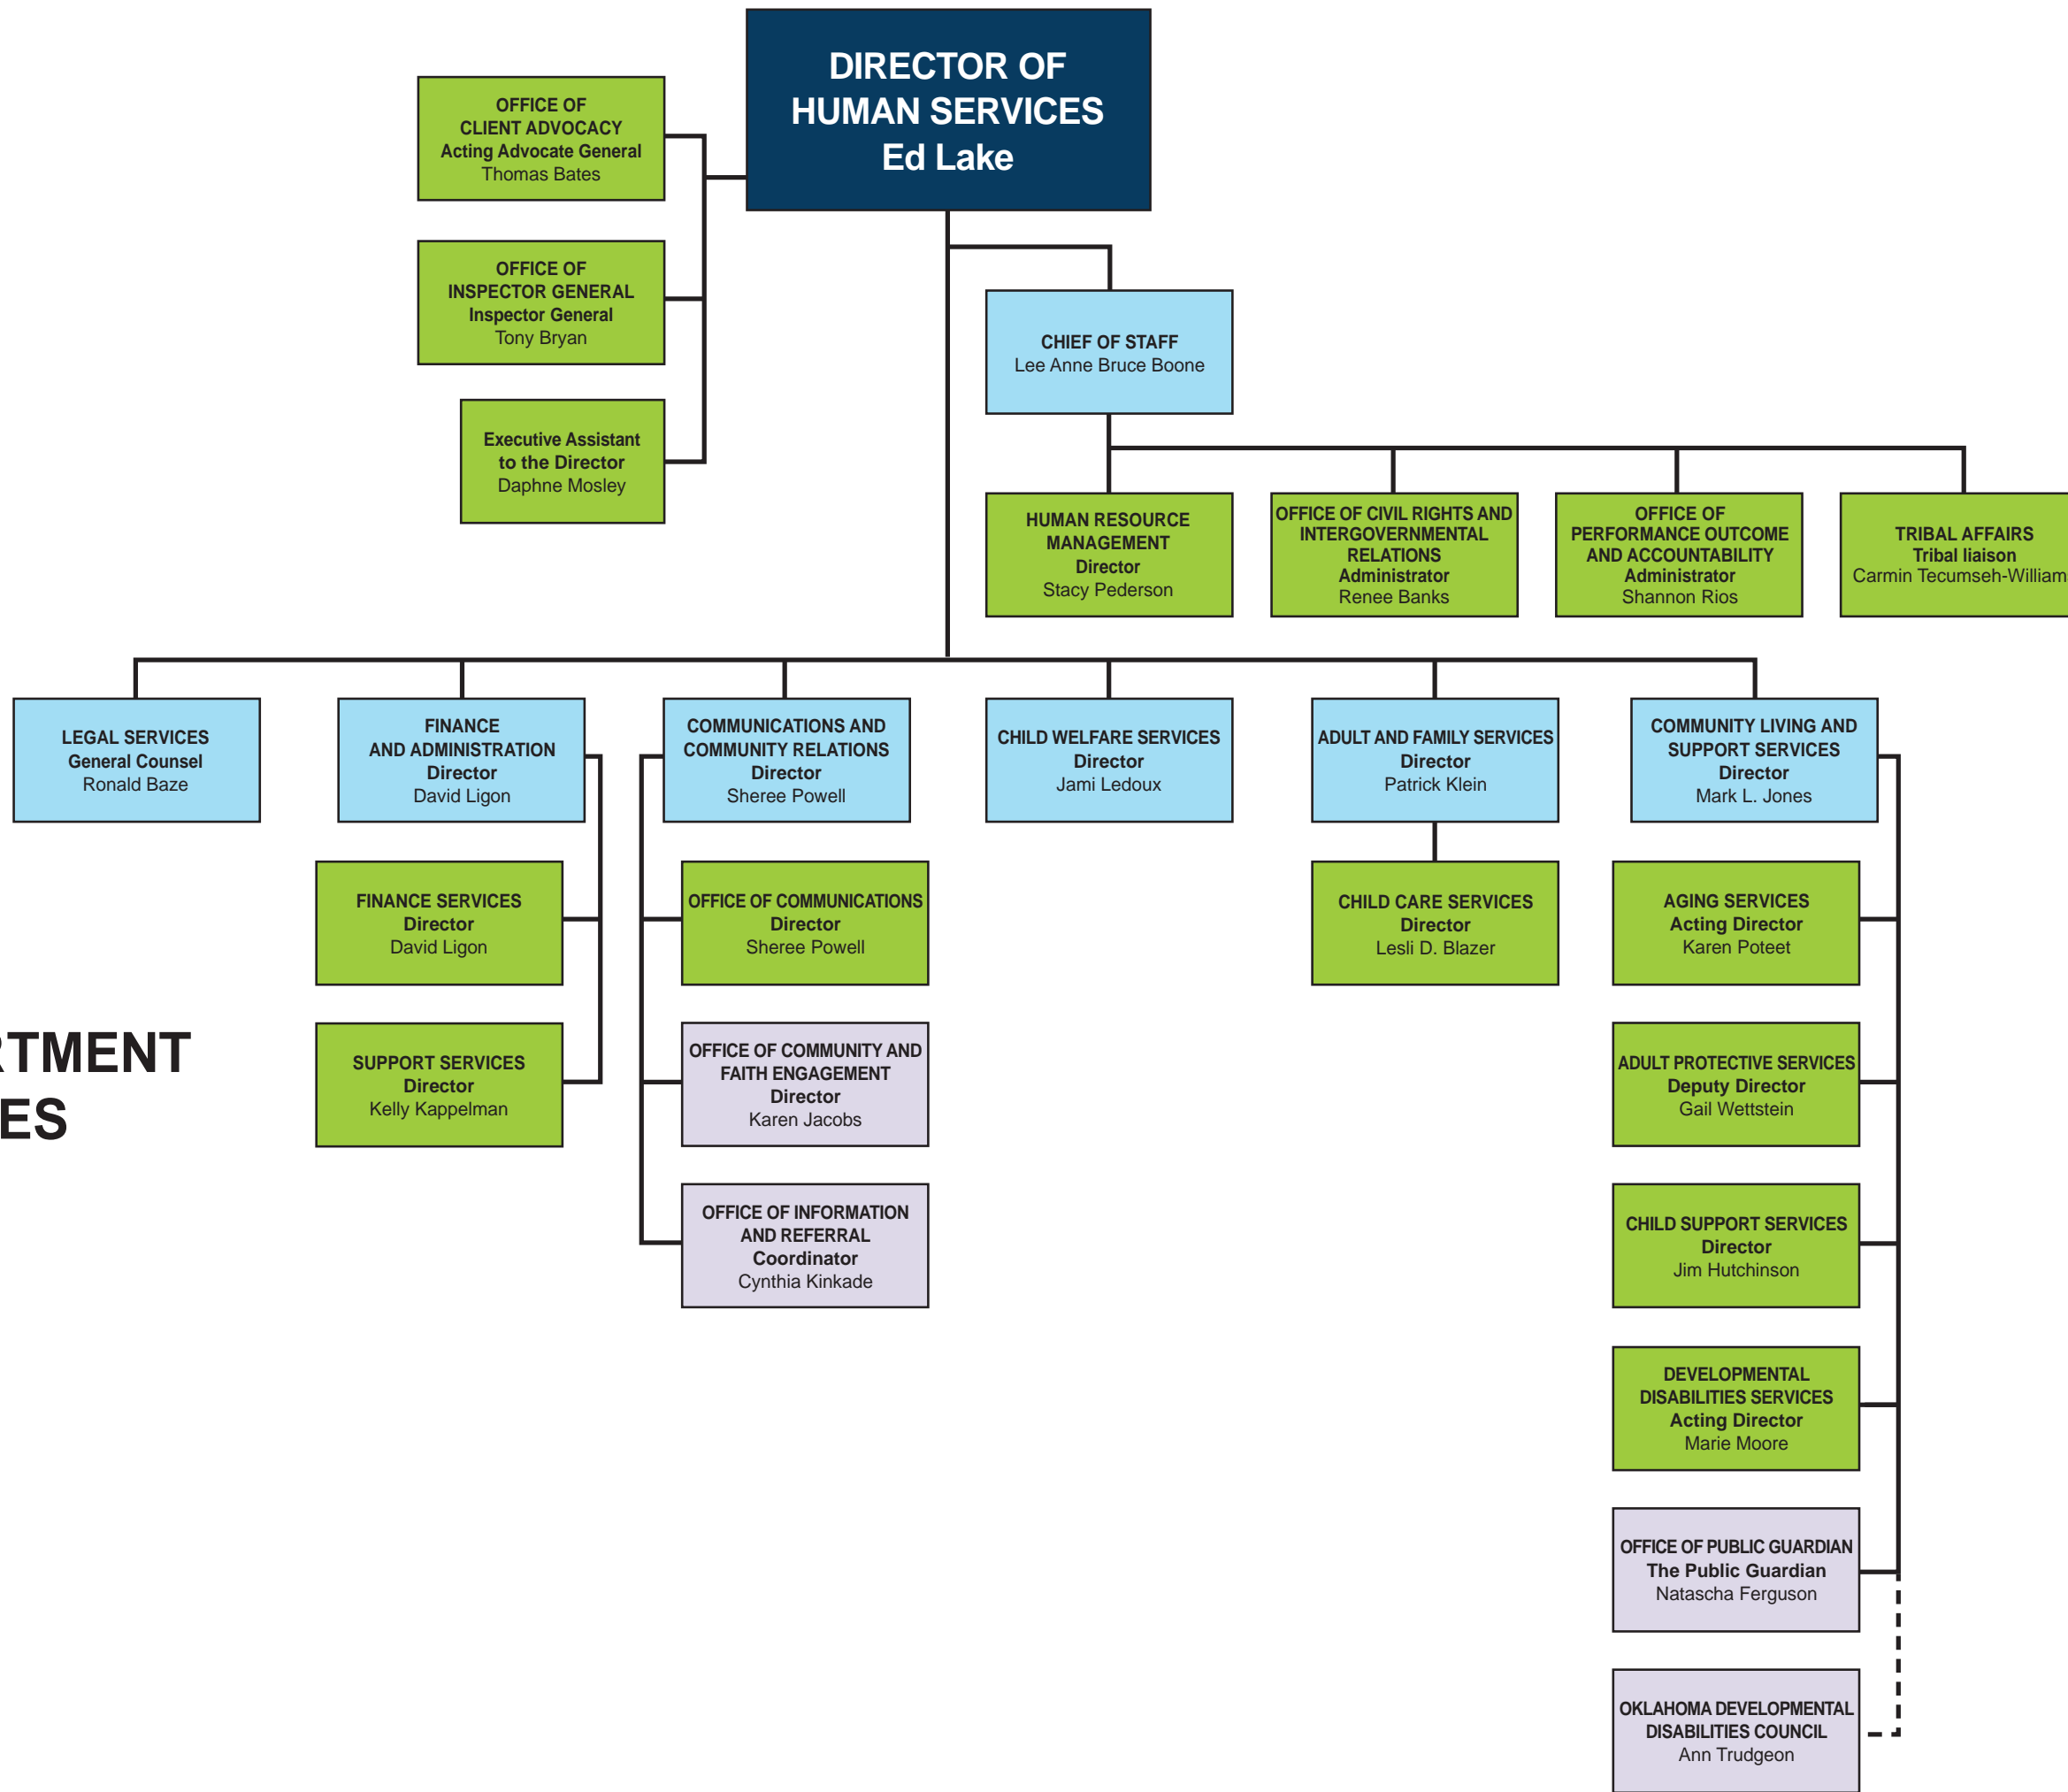 DIRECTOR OF
HUMAN SERVICES
Ed Lake
OFFICE OF
CLIENT ADVOCACY
Acting Advocate General
Thomas Bates
OFFICE OF
INSPECTOR GENERAL
Inspector General
Tony Bryan
Executive Assistant
to the Director
Daphne Mosley
CHIEF OF STAFF
Lee Anne Bruce Boone
HUMAN RESOURCE
MANAGEMENT
Director
Stacy Pederson
OFFICE OF CIVIL RIGHTS AND
INTERGOVERNMENTAL
RELATIONS
Administrator
Renee Banks
OFFICE OF
PERFORMANCE OUTCOME
AND ACCOUNTABILITY
Administrator
Shannon Rios
TRIBAL AFFAIRS
Tribal liaison
Carmin Tecumseh-William
LEGAL SERVICES
General Counsel
Ronald Baze
FINANCE
AND ADMINISTRATION
Director
David Ligon
COMMUNICATIONS AND
COMMUNITY RELATIONS
Director
Sheree Powell
CHILD WELFARE SERVICES
Director
Jami Ledoux
ADULT AND FAMILY SERVICES
Director
Patrick Klein
COMMUNITY LIVING AND
SUPPORT SERVICES
Director
Mark L. Jones
FINANCE SERVICES
Director
David Ligon
OFFICE OF COMMUNICATIONS
Director
Sheree Powell
CHILD CARE SERVICES
Director
Lesli D. Blazer
AGING SERVICES
Acting Director
Karen Poteet
RTMENT
ES
SUPPORT SERVICES
Director
Kelly Kappelman
OFFICE OF COMMUNITY AND
FAITH ENGAGEMENT
Director
Karen Jacobs
ADULT PROTECTIVE SERVICES
Deputy Director
Gail Wettstein
OFFICE OF INFORMATION
AND REFERRAL
Coordinator
Cynthia Kinkade
CHILD SUPPORT SERVICES
Director
Jim Hutchinson
DEVELOPMENTAL
DISABILITIES SERVICES
Acting Director
Marie Moore
OFFICE OF PUBLIC GUARDIAN
The Public Guardian
Natascha Ferguson
OKLAHOMA DEVELOPMENTAL
DISABILITIES COUNCIL
Ann Trudgeon